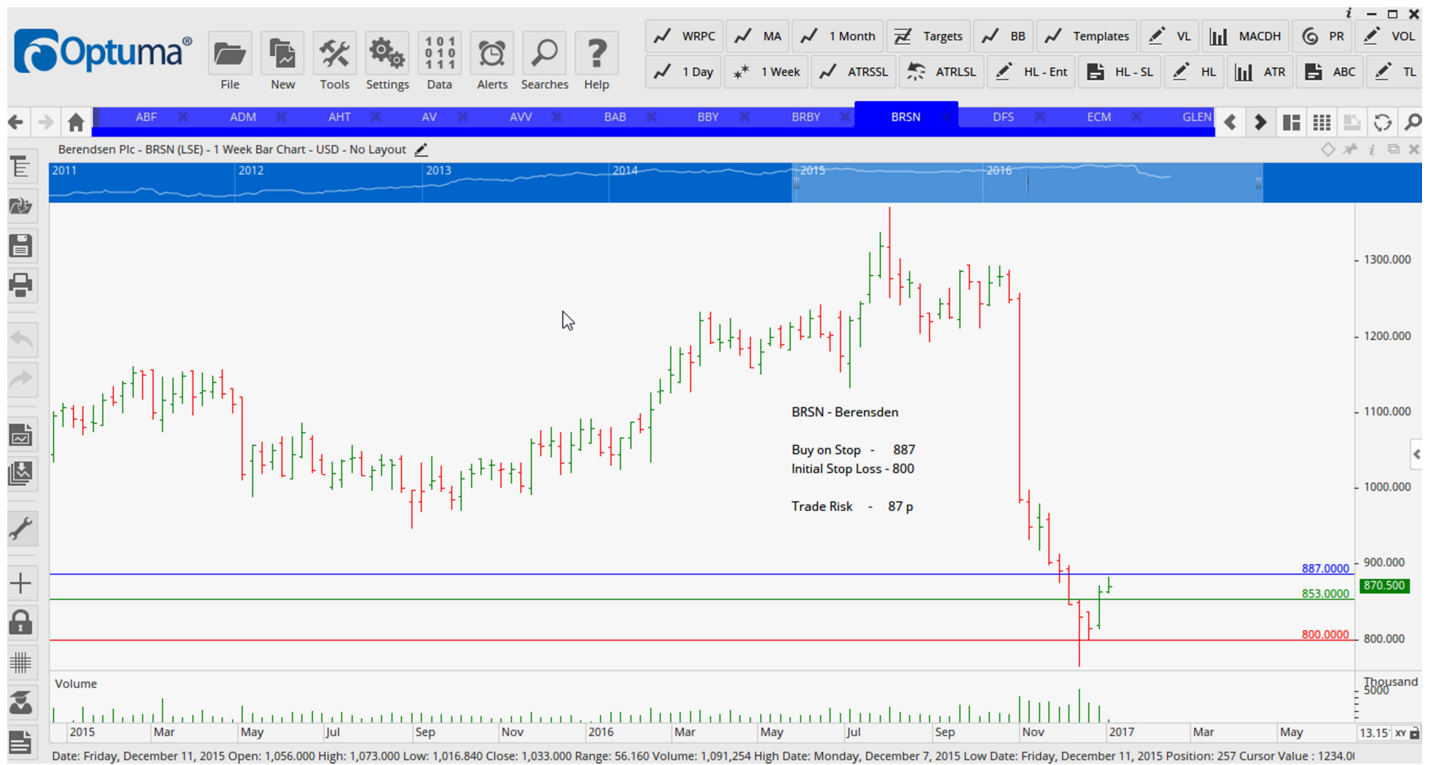 i
Optuma®
WRPC MA 1 Month Targets BB Templates VL MACDH PR VOL
1 Day 1 Week ATRSSL ATRLSL HL - Ent HL - SL HL ATR ABC TL
101
010
111
File New Tools Settings Data Alerts Searches Help
ABF ADM AHT AV AVV BAB BBY BRBY BRSN DFS ECM GLEN
Berendsen Plc - BRSN (LSE) - 1 Week Bar Chart - USD - No Layout
2011 2012 2013 2014 2015 2016
1300.000
1200.000
BRSN - Berensden
1100.000
Buy on Stop - 887
Initial Stop Loss - 800
1000.000
Trade Risk - 87 p
900.000
887.0000
870.500
853.0000
800.0000
800.000
Volume
Thousand
5000
2015 Mar May Jul Sep Nov 2016 Mar May Jul Sep Nov 2017 Mar May 13.15 XY
Date: Friday, December 11, 2015 Open: 1,056.000 High: 1,073.000 Low: 1,016.840 Close: 1,033.000 Range: 56.160 Volume: 1,091,254 High Date: Monday, December 7, 2015 Low Date: Friday, December 11, 2015 Position: 257 Cursor Value : 1234.0